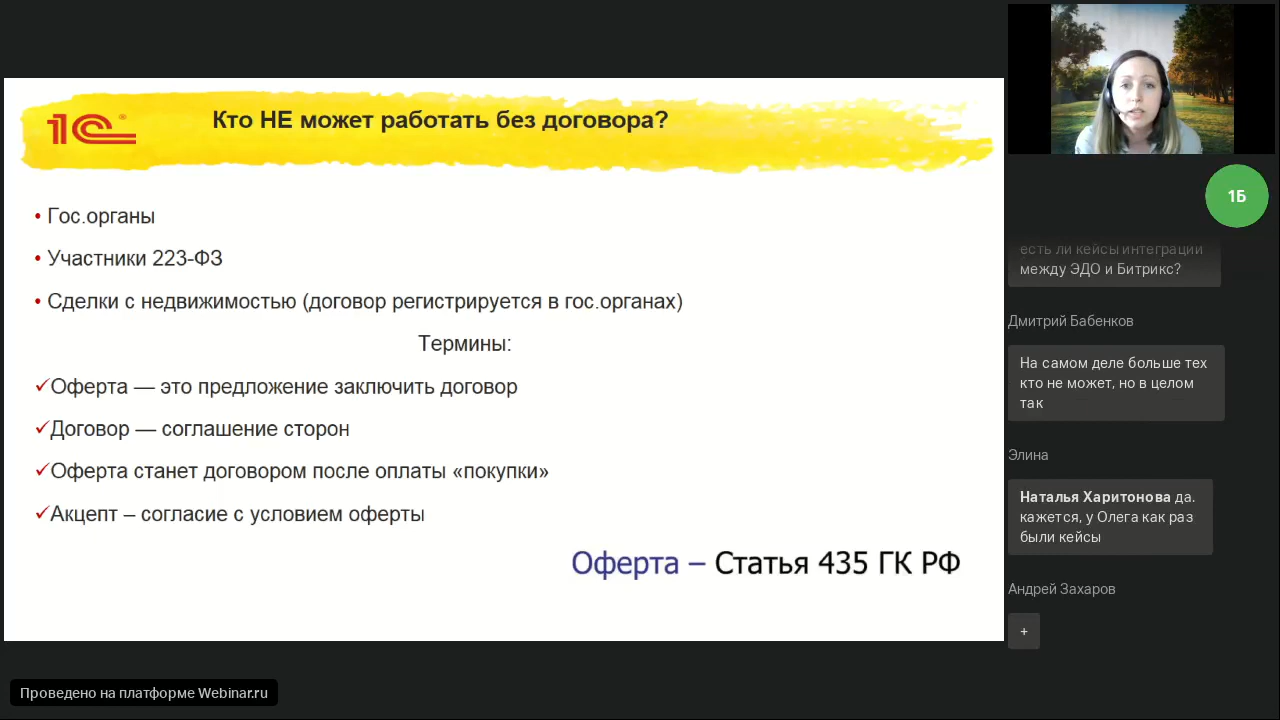 1С®
Кто НЕ может работать без договора?
• Гос.органы
• Участники 223-ФЗ
• Сделки с недвижимостью (договор регистрируется в гос.органах)
Термины:
✓Оферта — это предложение заключить договор
✓Договор — соглашение сторон
✓Оферта станет договором после оплаты «покупки»
✓Акцепт – согласие с условием оферты
Оферта – Статья 435 ГК РФ
1Б
есть ли кейсы интеграции
между ЭДО и Битрикс?
Дмитрий Бабенков
На самом деле больше тех
кто не может, но в целом
так
Элина
Наталья Харитонова да.
кажется, у Олега как раз
были кейсы
Андрей Захаров
+
Проведено на платформе Webinar.ru